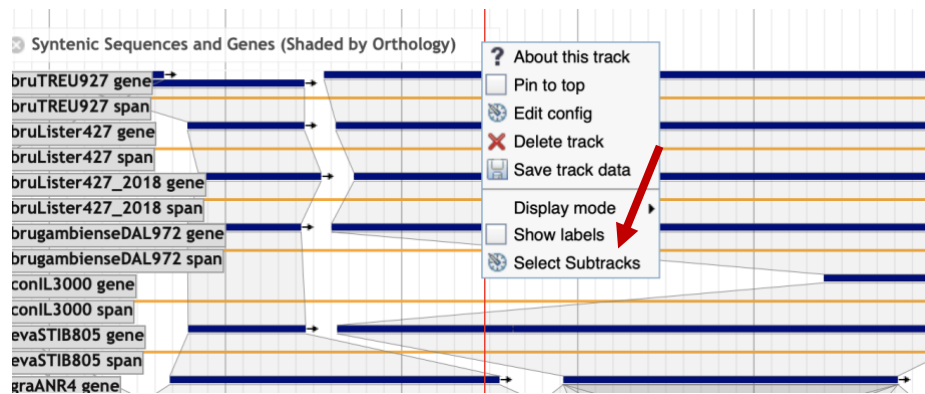 Syntenic Sequences and Genes (Shaded by Orthology)
bruTREU927 gene
bruTREU927 span
bruLister427 gene
bruLister427 span
bruLister427_2018 gene
bruLister427_2018 span
brugambienseDAL972 gene
brugambienseDAL972 span
conIL3000 gene
conIL3000 span
evaSTIB805 gene
evaSTIB805 span
graANR4 gene
? About this track
Pin to top
Edit config
Delete track
Save track data
Display mode
Show labels
Select Subtracks